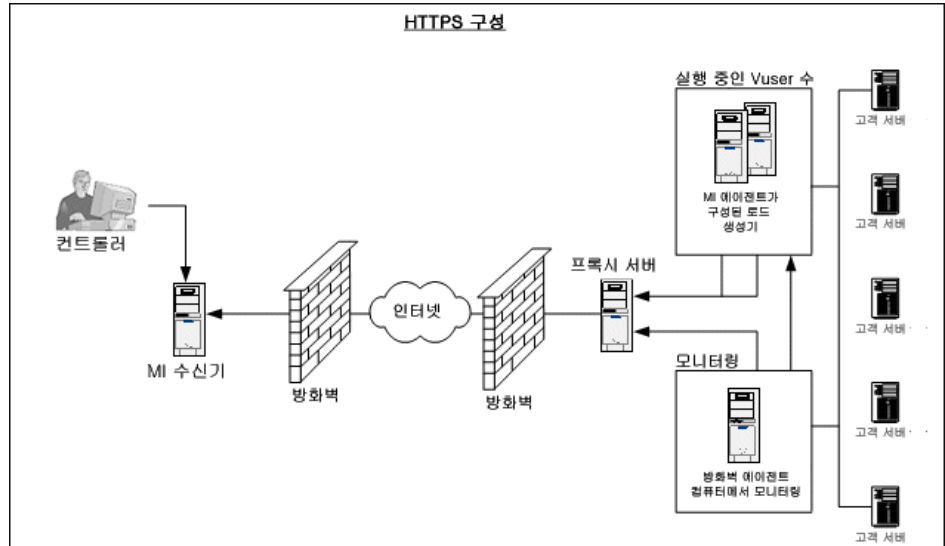 HTTPS 구성
실행 중인 Vuser 수
고객 서버
MI 에이전트가
구성된 로드
생성기
고객 서버
컨트롤러
프록시 서버
인터넷
고객 서버
MI 수신기
방화벽
방화벽
모니터링
고객 서버
방화벽 에이전트
컴퓨터에서 모니터링
고객 서버